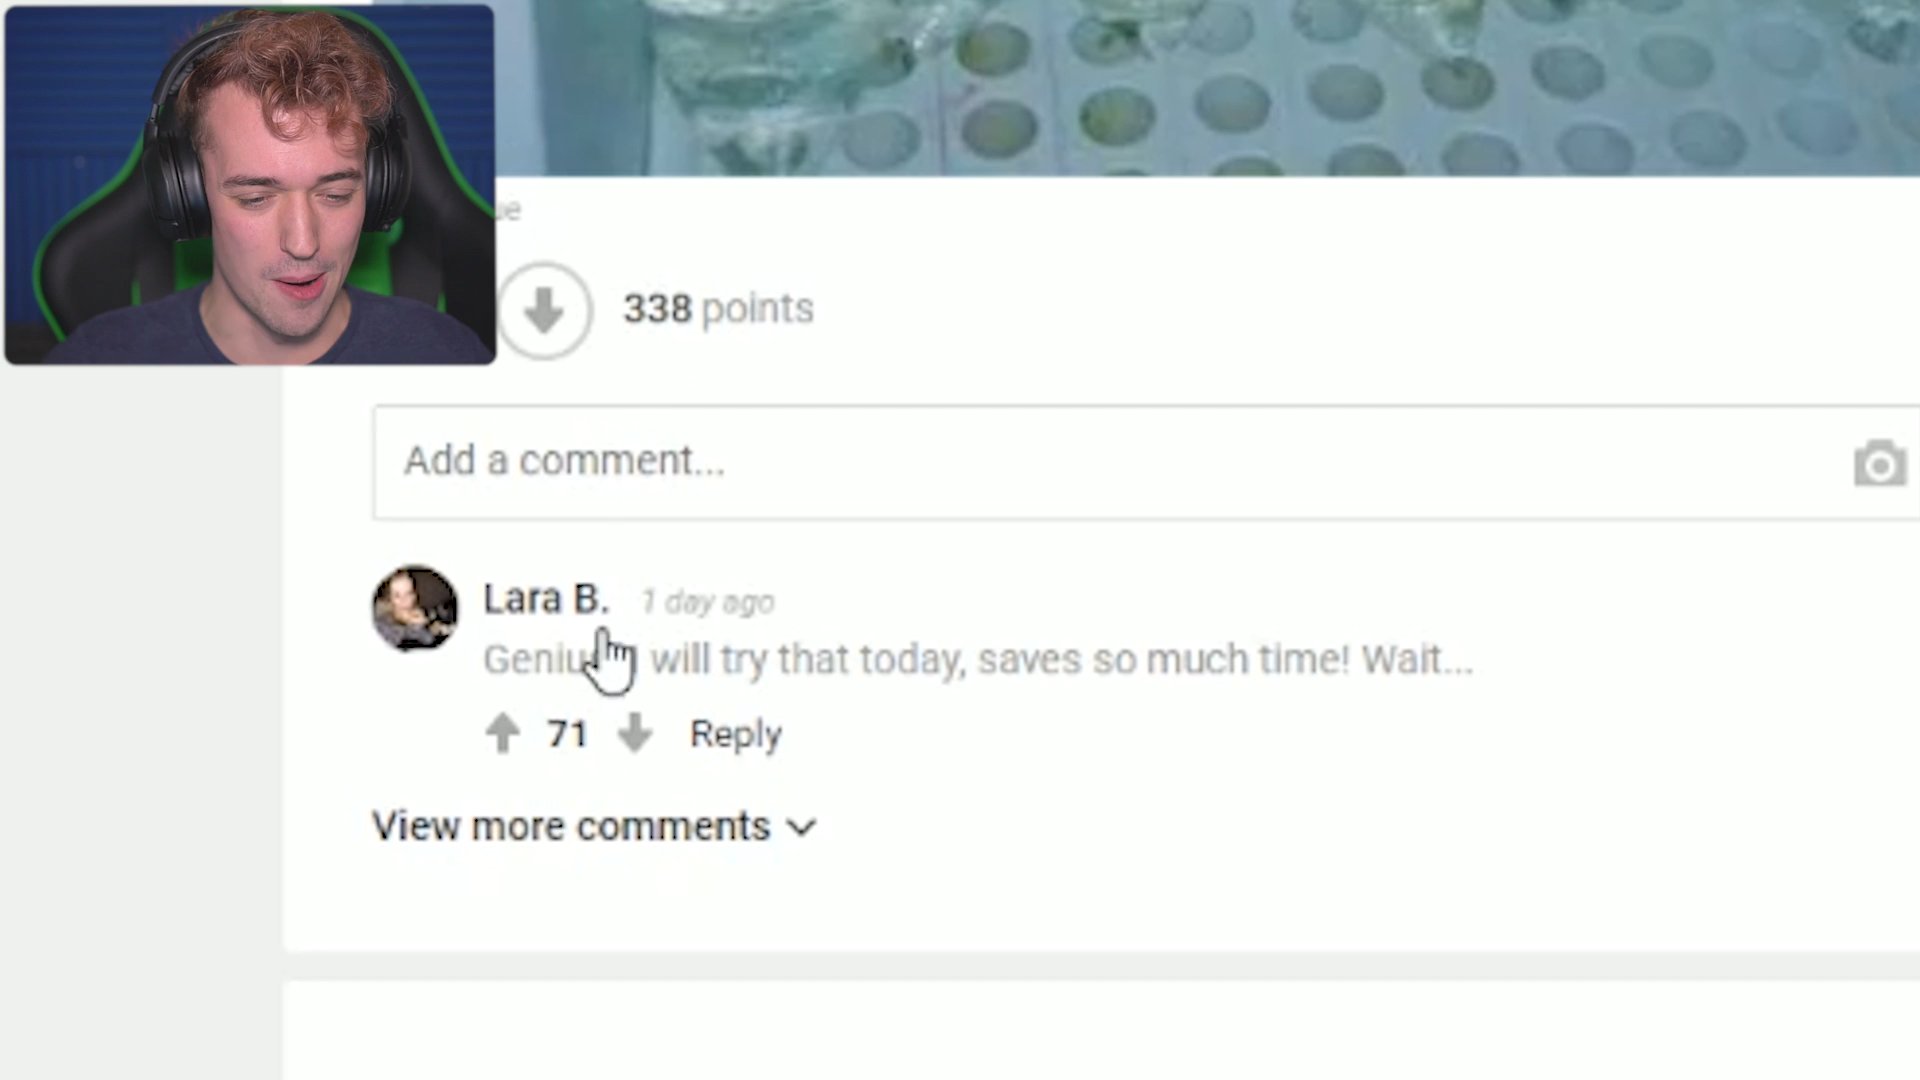 338 points
Add a comment...
Lara B. 1 day ago
will try that today, saves so much time! Wait...
71 Reply
View more comments